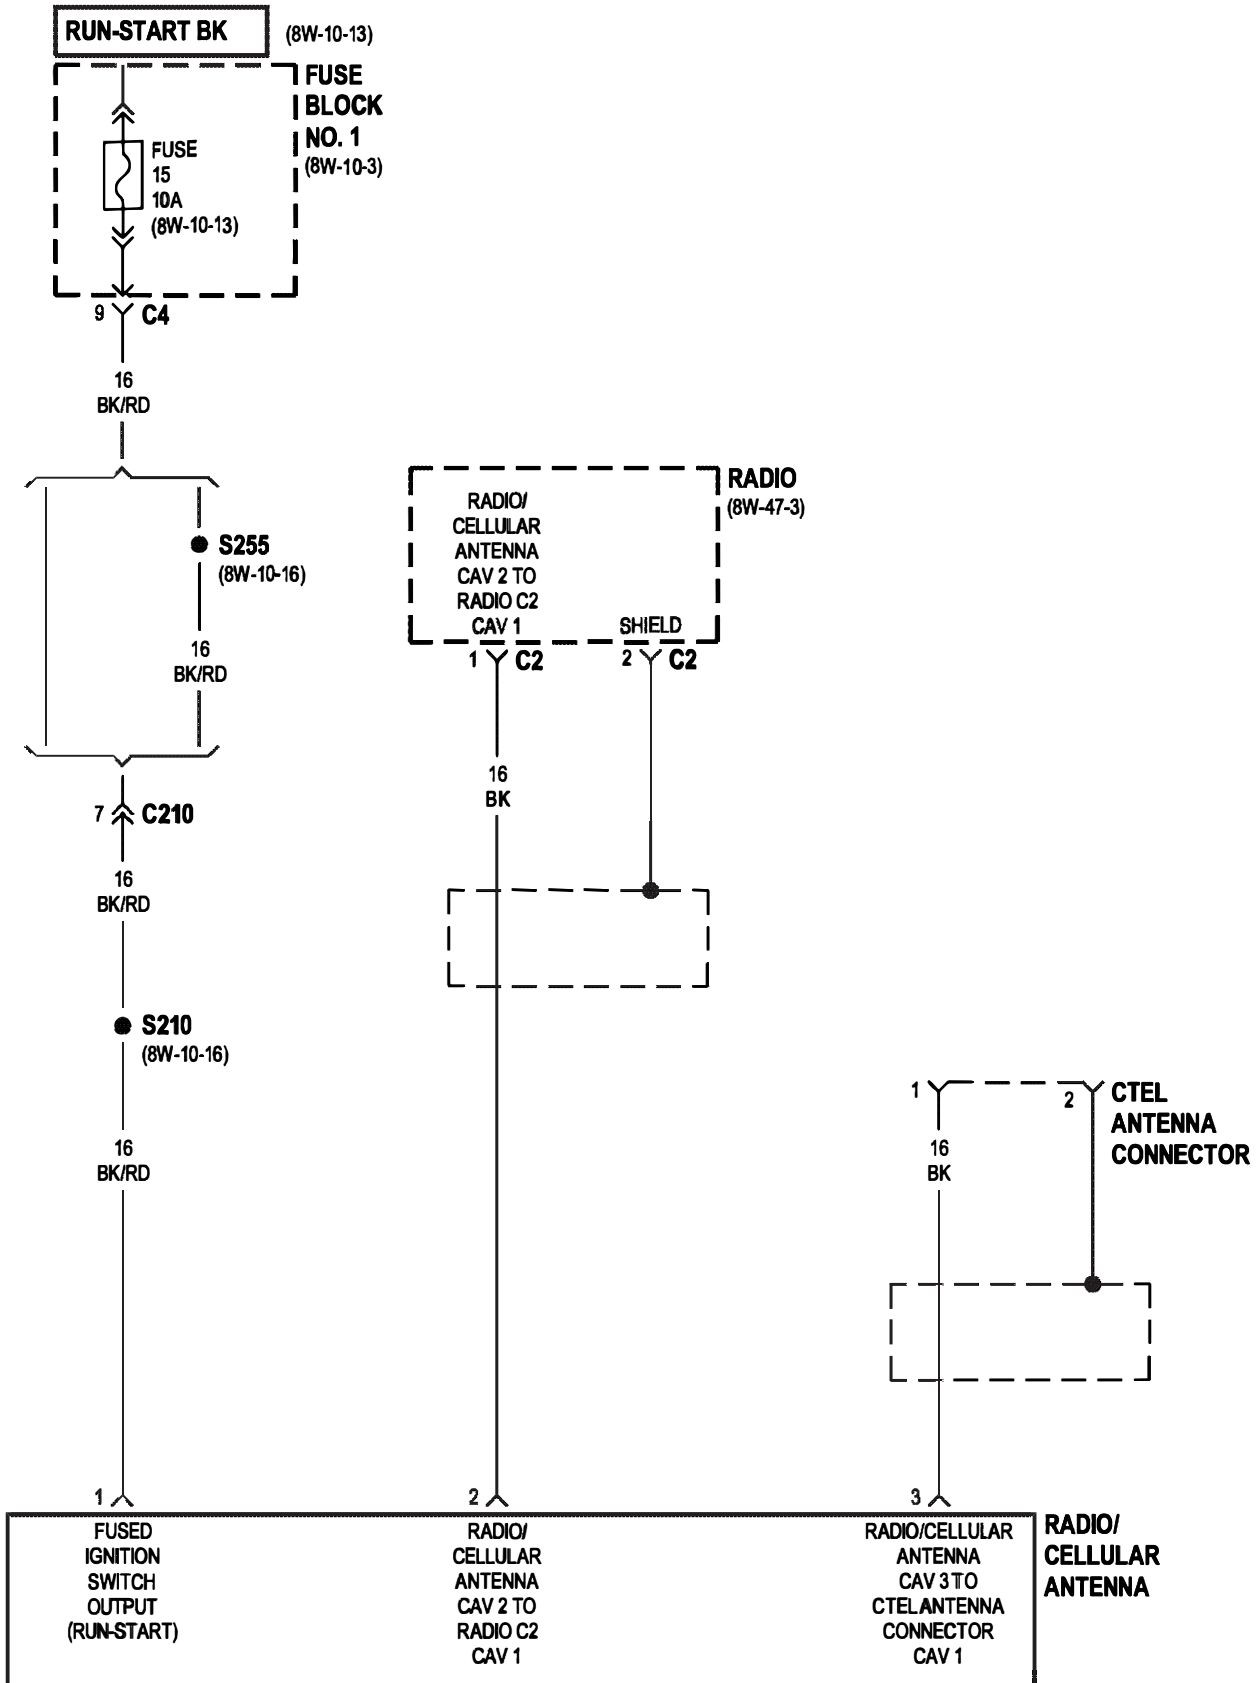 RUN-START BK
(8W-10-13)
FUSE
BLOCK
NO. 1
(8W-10-3)
FUSE
15
10A
(8W-10-13)
9
C4
16
BK/RD
S255
(8W-10-16)
16
BK/RD
7
C210
16
BK/RD
S210
(8W-10-16)
16
BK/RD
RADIO
(8W-47-3)
RADIO/
CELLULAR
ANTENNA
CAV 2 TO
RADIO C2
CAV 1
SHIELD
1
C2
2
C2
16
BK
1
2
CTEL
ANTENNA
CONNECTOR
16
BK
1
2
3
FUSED
IGNITION
SWITCH
OUTPUT
(RUN-START)
RADIO/
CELLULAR
ANTENNA
CAV 2 TO
RADIO C2
CAV 1
RADIO/CELLULAR
ANTENNA
CAV 3 TO
CTEL ANTENNA
CONNECTOR
CAV 1
RADIO/
CELLULAR
ANTENNA